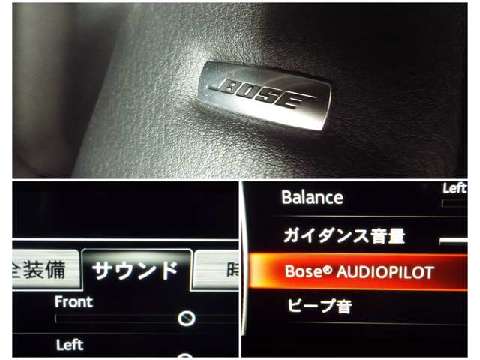 BOSE
全装備 サウンド 時
Front
Left
Balance Left
ガイダンス音量
Bose® AUDIOPILOT
ビープ音